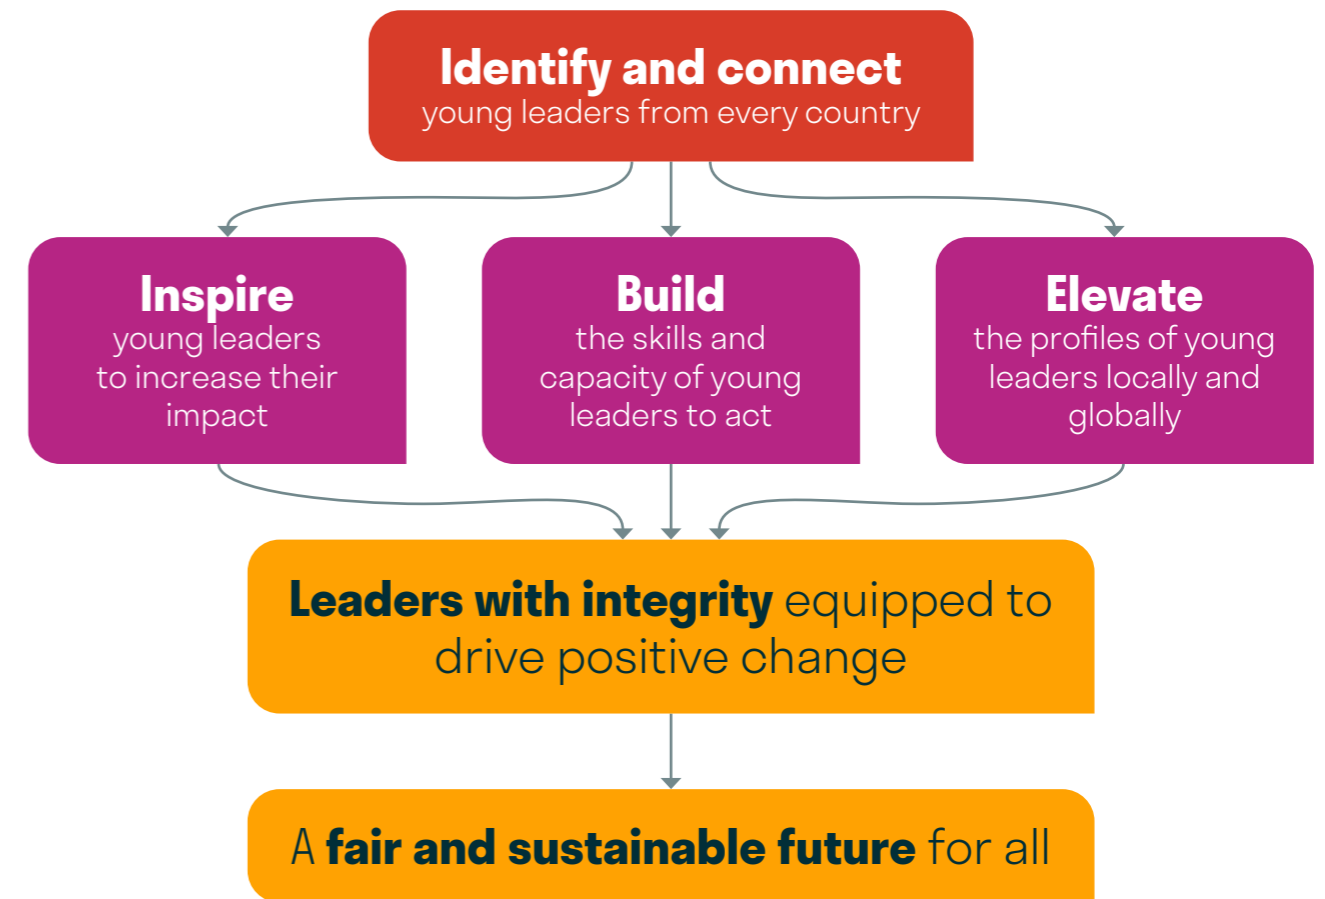 Identify and connect
young leaders from every country
Inspire
young leaders
to increase their
impact
Build
the skills and
capacity of young
leaders to act
Elevate
the profiles of young
leaders locally and
globally
Leaders with integrity equipped to
drive positive change
A fair and sustainable future for all